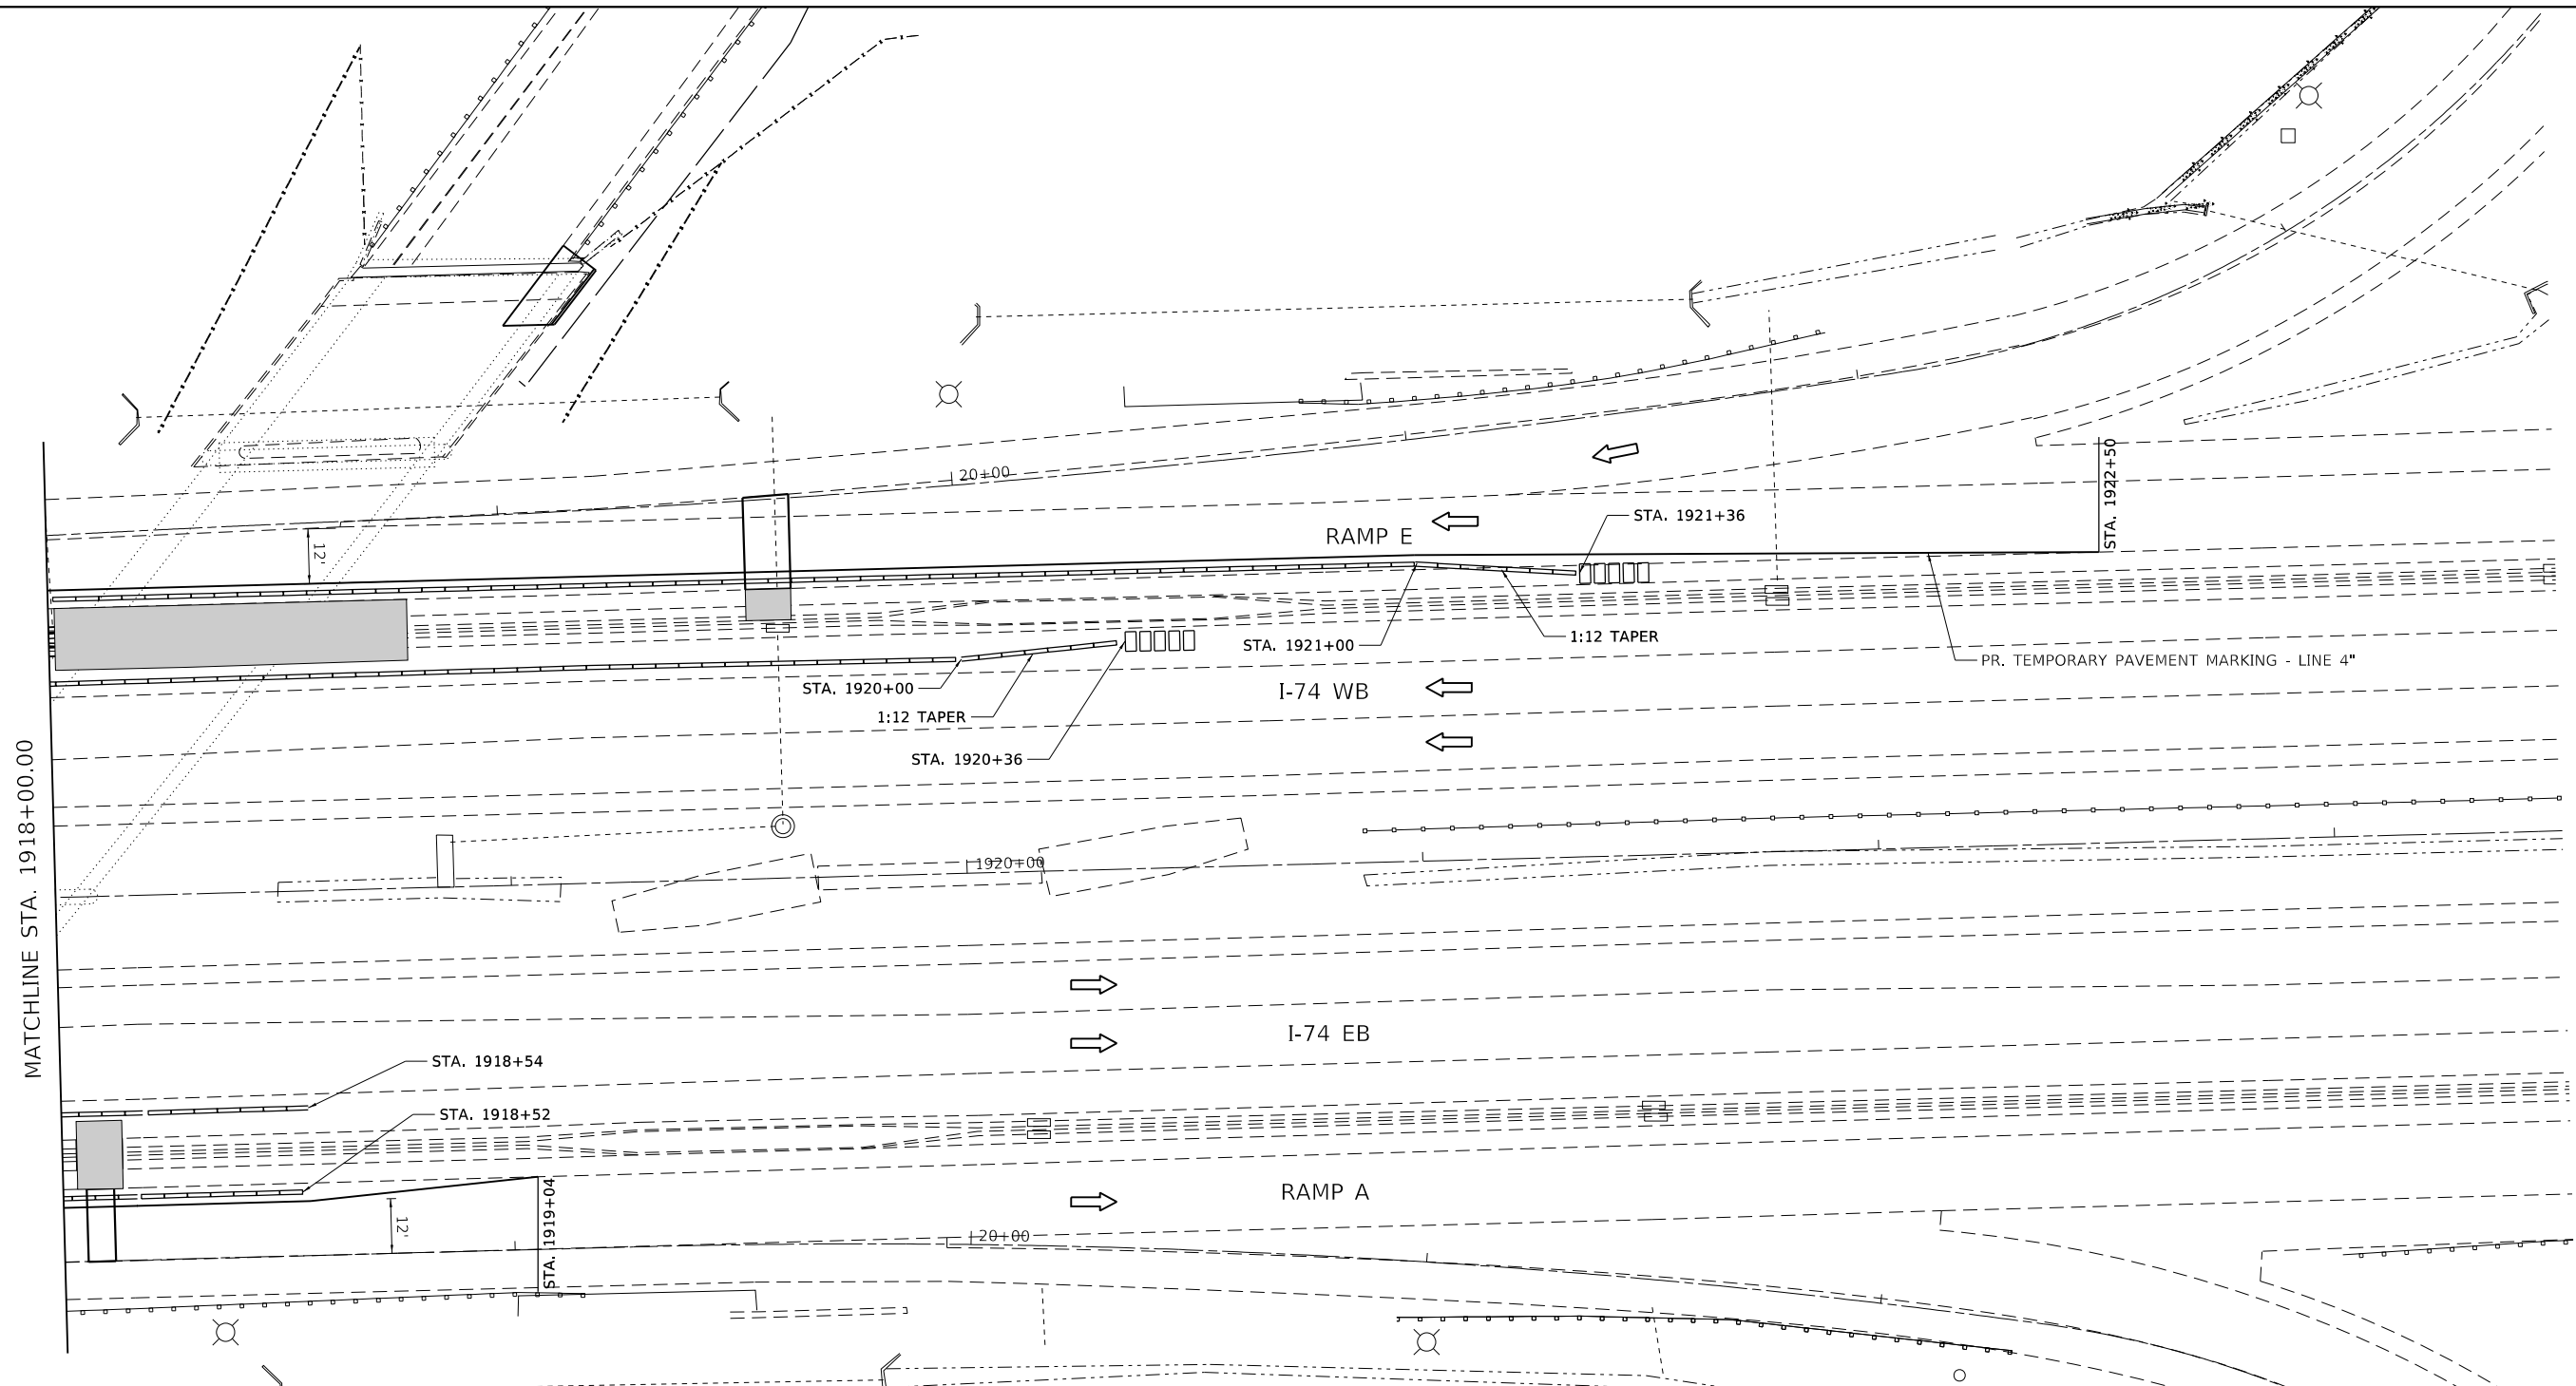 20+00
STA. 1922+50
STA. 1921+36
RAMP E
12'
1:12 TAPER
STA. 1921+00
PR. TEMPORARY PAVEMENT MARKING - LINE 4"
STA. 1920+00
I-74 WB
1:12 TAPER
STA. 1920+36
MATCHLINE STA. 1918+00.00
1920+00
I-74 EB
STA. 1918+54
STA. 1918+52
RAMP A
12'
STA. 1919+04
20+00